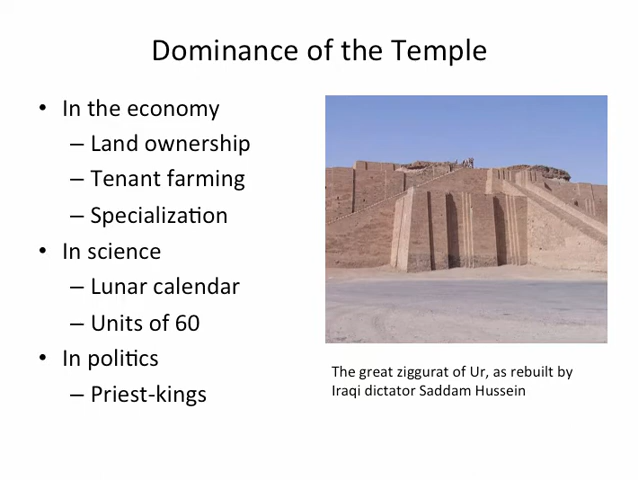 Dominance of the Temple
• In the economy
– Land ownership
– Tenant farming
– Specialization
• In science
– Lunar calendar
– Units of 60
• In politics
– Priest-kings
The great ziggurat of Ur, as rebuilt by
Iraqi dictator Saddam Hussein